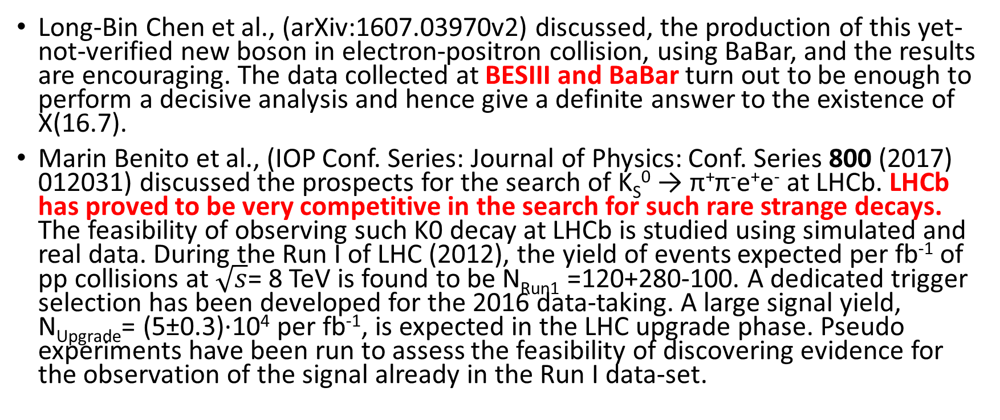 • Long-Bin Chen et al., (arXiv:1607.03970v2) discussed, the production of this yet-
not-verified new boson in electron-positron collision, using BaBar, and the results
are encouraging. The data collected at BESIII and BaBar turn out to be enough to
perform a decisive analysis and hence give a definite answer to the existence of
X(16.7).
• Marin Benito et al., (IOP Conf. Series: Journal of Physics: Conf. Series 800 (2017)
012031) discussed the prospects for the search of K_S^0 → π⁺π⁻e⁺e⁻ at LHCb. LHCb
has proved to be very competitive in the search for such rare strange decays.
The feasibility of observing such K0 decay at LHCb is studied using simulated and
real data. During the Run I of LHC (2012), the yield of events expected per fb⁻¹ of
pp collisions at √s= 8 TeV is found to be N_Run1 =120+280-100. A dedicated trigger
selection has been developed for the 2016 data-taking. A large signal yield,
N_Upgrade= (5±0.3)·10⁴ per fb⁻¹, is expected in the LHC upgrade phase. Pseudo
experiments have been run to assess the feasibility of discovering evidence for
the observation of the signal already in the Run I data-set.